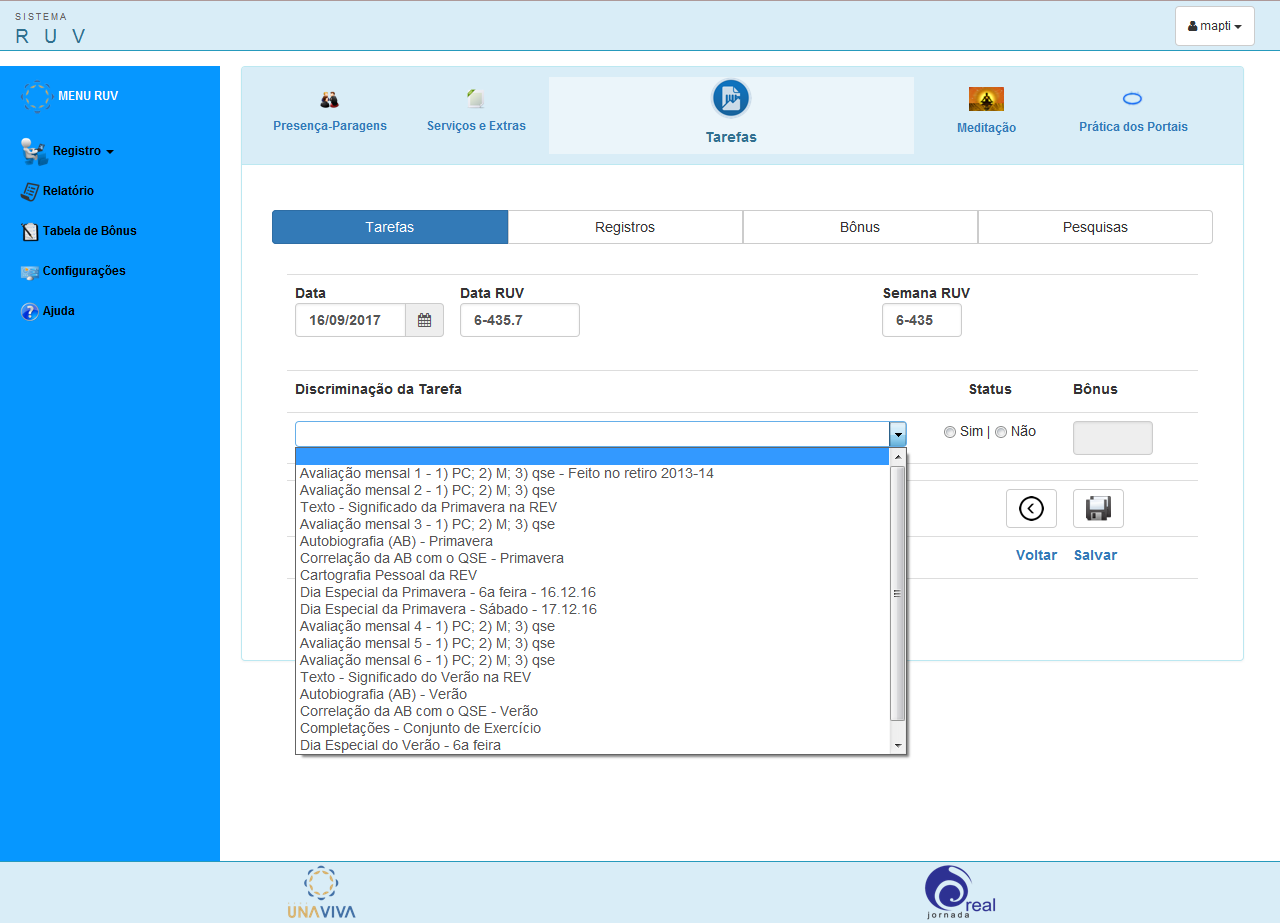 SISTEMA
R U V
mapti
MENU RUV
Registro
Relatório
Tabela de Bônus
Configurações
Ajuda
Presença-Paragens
Serviços e Extras
Tarefas
Meditação
Prática dos Portais
Tarefas
Registros
Bônus
Pesquisas
Data
Data RUV
Semana RUV
16/09/2017
6-435.7
6-435
Discriminação da Tarefa
Status
Bônus
Sim | Não
Avaliação mensal 1 - 1) PC; 2) M; 3) qse - Feito no retiro 2013-14
Avaliação mensal 2 - 1) PC; 2) M; 3) qse
Texto - Significado da Primavera na REV
Avaliação mensal 3 - 1) PC; 2) M; 3) qse
Autobiografia (AB) - Primavera
Correlação da AB com o QSE - Primavera
Cartografia Pessoal da REV
Dia Especial da Primavera - 6a feira - 16.12.16
Dia Especial da Primavera - Sábado - 17.12.16
Avaliação mensal 4 - 1) PC; 2) M; 3) qse
Avaliação mensal 5 - 1) PC; 2) M; 3) qse
Avaliação mensal 6 - 1) PC; 2) M; 3) qse
Texto - Significado do Verão na REV
Autobiografia (AB) - Verão
Correlação da AB com o QSE - Verão
Completações - Conjunto de Exercício
Dia Especial do Verão - 6a feira
Voltar
Salvar
UNAVIVA
real
jornada